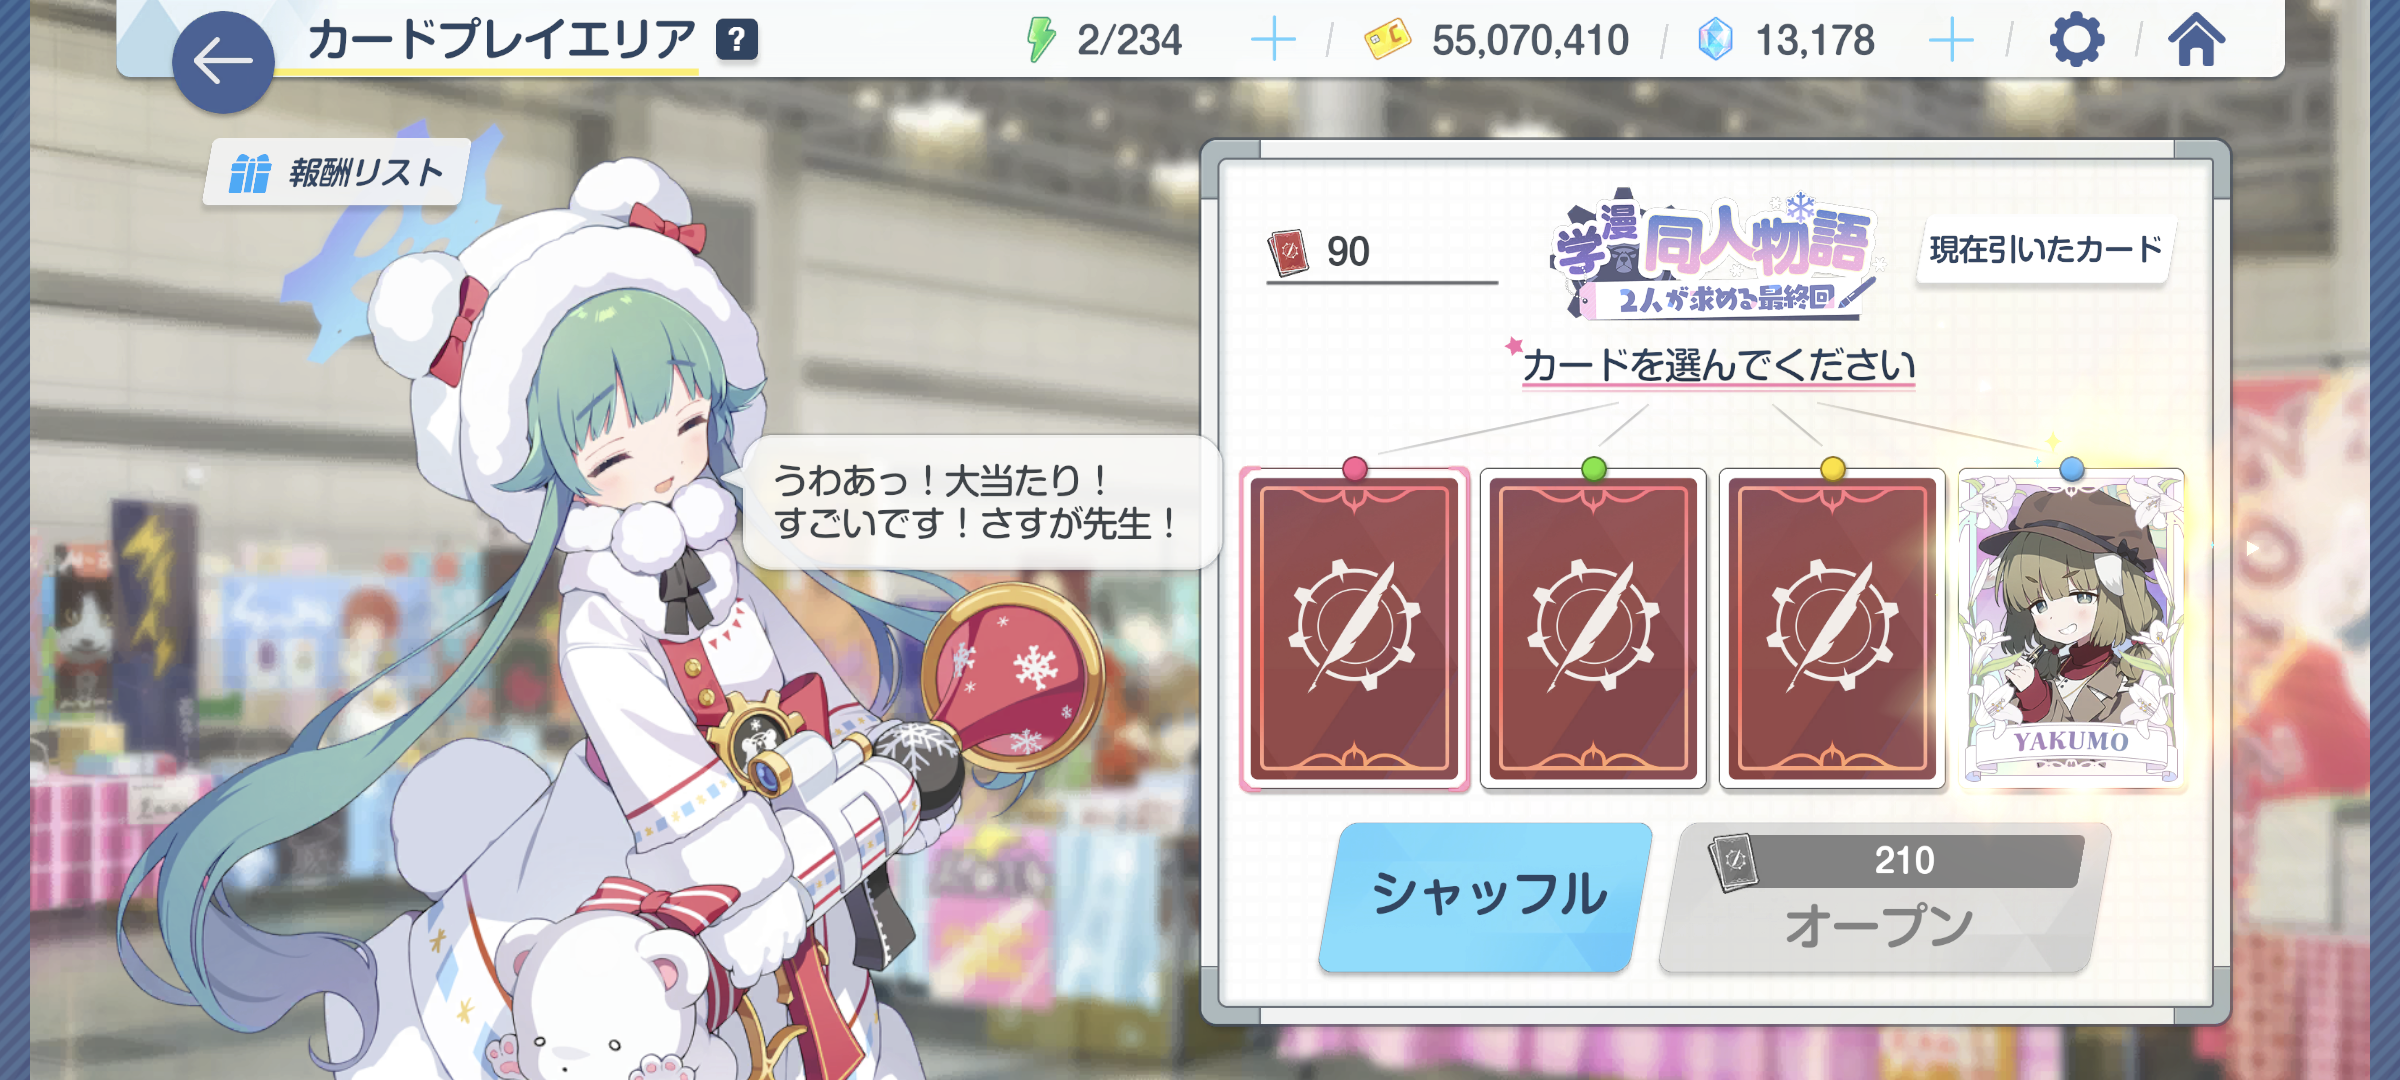 カードプレイエリア
?
2/234
55,070,410
13,178
報酬リスト
90
学漫同人物語
2人が求める最終回
現在引いたカード
カードを選んでください
うわあっ！大当たり！
すごいです！さすが先生！
YAKUMO
シャッフル
210
オープン